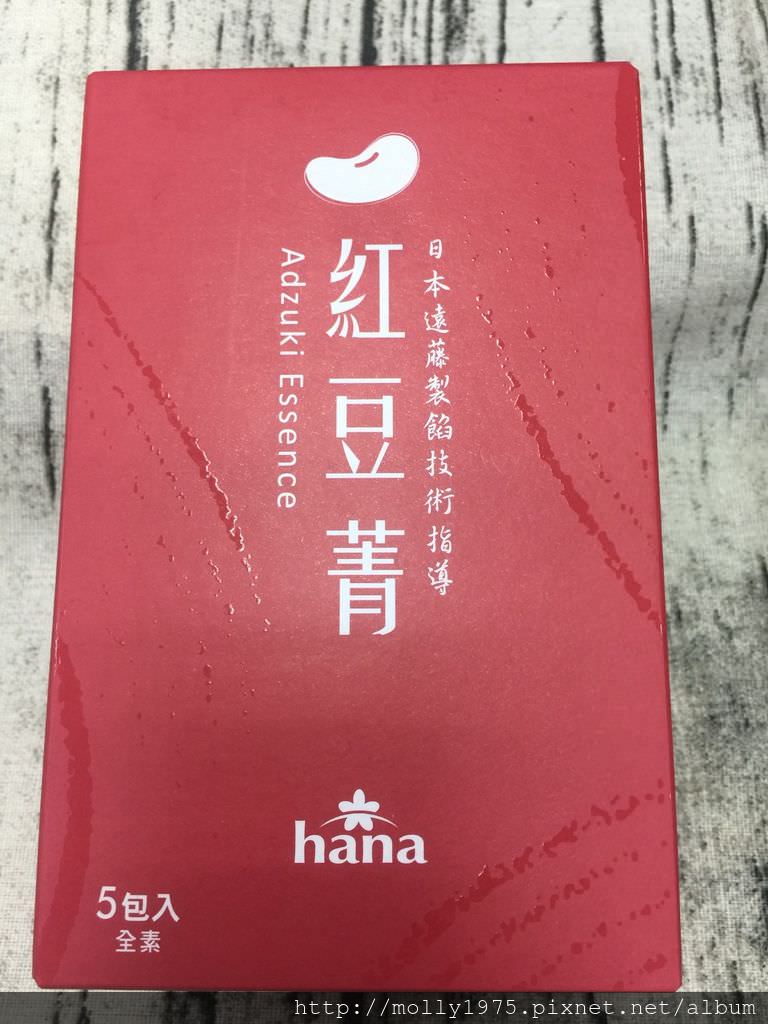 日本遠藤製餡技術指導
紅豆菁
Adzuki Essence
hana
5包入
全素
http://molly1975.pixnet.net/album